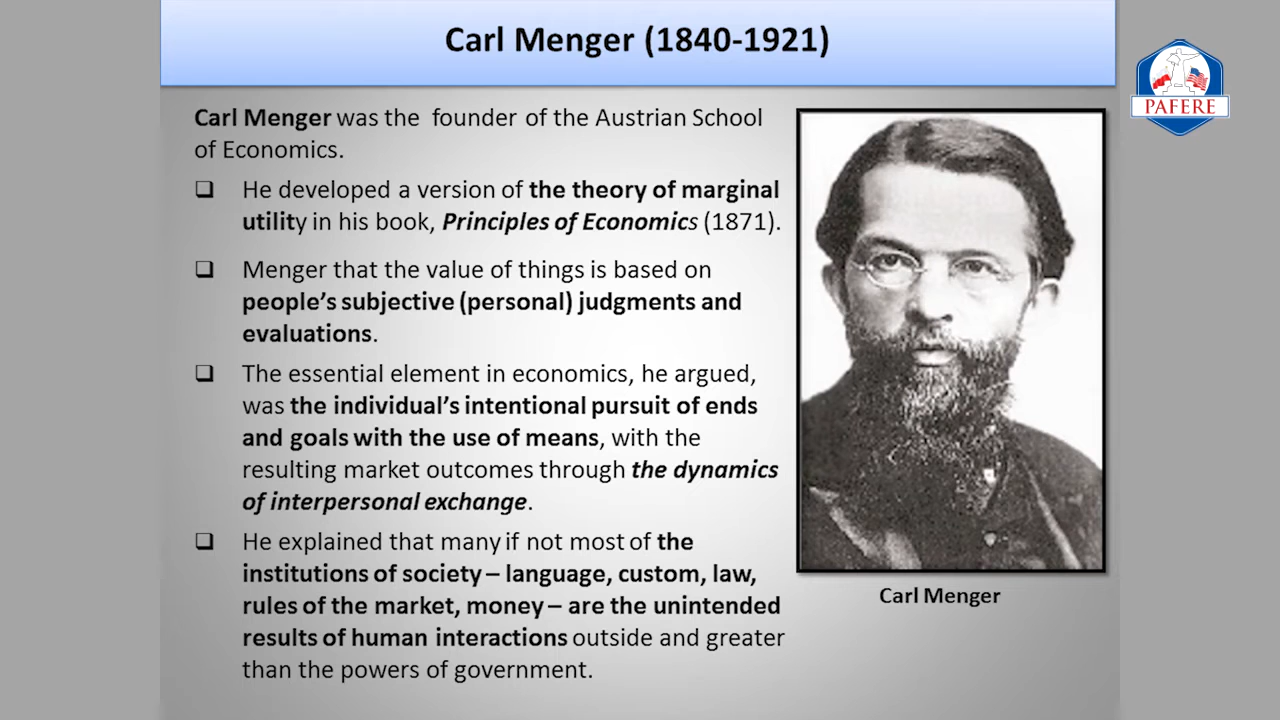 Carl Menger (1840-1921)
PAFERE
Carl Menger was the founder of the Austrian School
of Economics.
He developed a version of the theory of marginal
utility in his book, Principles of Economics (1871).
Menger that the value of things is based on
people’s subjective (personal) judgments and
evaluations.
The essential element in economics, he argued,
was the individual’s intentional pursuit of ends
and goals with the use of means, with the
resulting market outcomes through the dynamics
of interpersonal exchange.
He explained that many if not most of the
institutions of society – language, custom, law,
rules of the market, money – are the unintended
results of human interactions outside and greater
than the powers of government.
Carl Menger